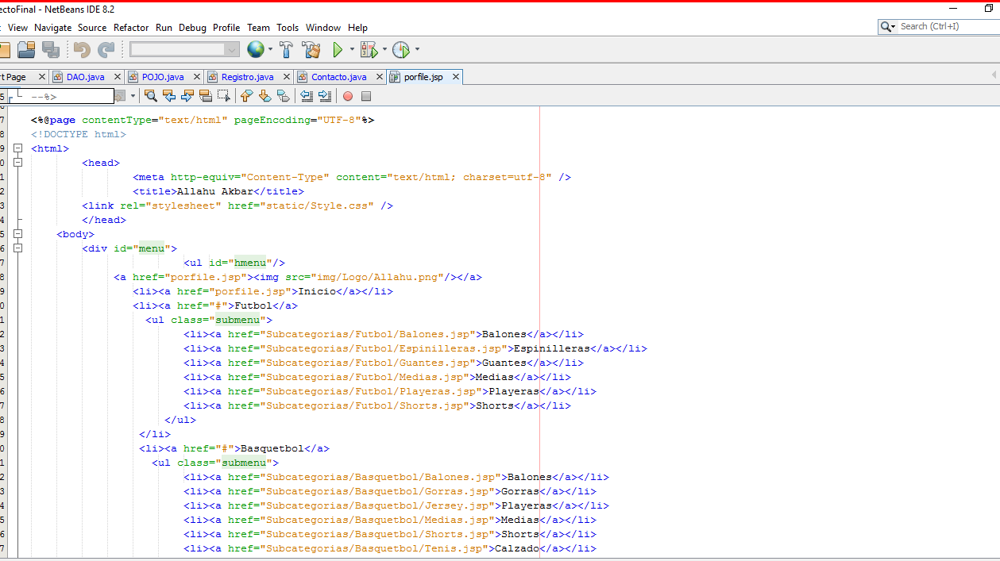 ectoFinal - NetBeans IDE 8.2
View Navigate Source Refactor Run Debug Profile Team Tools Window Help
Search (Ctrl+I)
rt Page DAO.java POJO.java Registro.java Contacto.java porfile.jsp
5 --%>
7 <%@page contentType="text/html" pageEncoding="UTF-8"%>
8 <!DOCTYPE html>
9 <html>
0 <head>
1 <meta http-equiv="Content-Type" content="text/html; charset=utf-8" />
2 <title>Allahu Akbar</title>
3 <link rel="stylesheet" href="static/Style.css" />
4 </head>
5 <body>
6 <div id="menu">
7 <ul id="hmenu"/>
8 <a href="porfile.jsp"><img src="img/Logo/Allahu.png"/></a>
9 <li><a href="porfile.jsp">Inicio</a></li>
0 <li><a href="#">Futbol</a>
1 <ul class="submenu">
2 <li><a href="Subcategorias/Futbol/Balones.jsp">Balones</a></li>
3 <li><a href="Subcategorias/Futbol/Espinilleras.jsp">Espinilleras</a></li>
4 <li><a href="Subcategorias/Futbol/Guantes.jsp">Guantes</a></li>
5 <li><a href="Subcategorias/Futbol/Medias.jsp">Medias</a></li>
6 <li><a href="Subcategorias/Futbol/Playeras.jsp">Playeras</a></li>
7 <li><a href="Subcategorias/Futbol/Shorts.jsp">Shorts</a></li>
8 </ul>
9 </li>
0 <li><a href="#">Basquetbol</a>
1 <ul class="submenu">
2 <li><a href="Subcategorias/Basquetbol/Balones.jsp">Balones</a></li>
3 <li><a href="Subcategorias/Basquetbol/Gorras.jsp">Gorras</a></li>
4 <li><a href="Subcategorias/Basquetbol/Jersey.jsp">Playeras</a></li>
5 <li><a href="Subcategorias/Basquetbol/Medias.jsp">Medias</a></li>
6 <li><a href="Subcategorias/Basquetbol/Shorts.jsp">Shorts</a></li>
7 <li><a href="Subcategorias/Basquetbol/Tenis.jsp">Calzado</a></li>